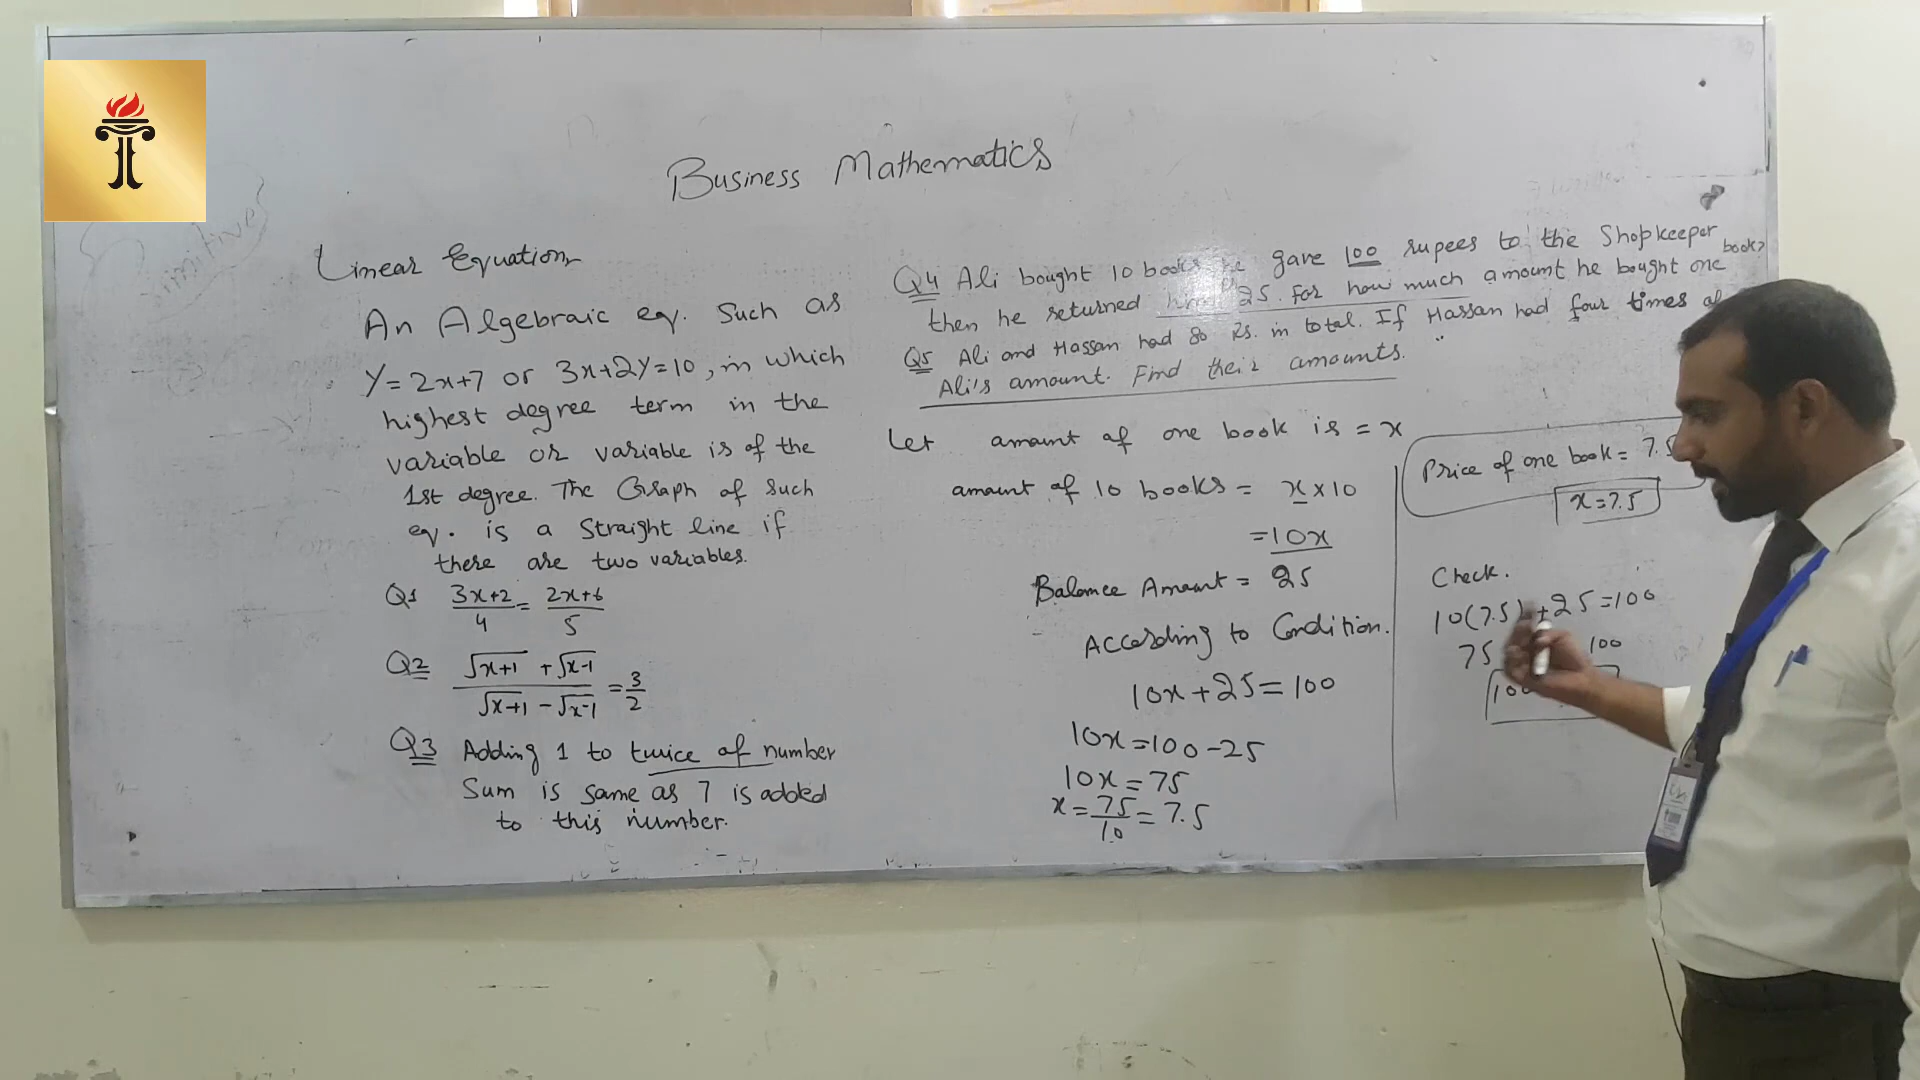 Business Mathematics
Linear Equation
An Algebraic eq. Such as
Y=2x+7 or 3x+2Y=10, in which
highest degree term in the
variable or variable is of the
1st degree. The Graph of such
eq. is a straight line if
there are two variables.
Q1 (3x+2)/4 = (2x+6)/5
Q2 (√x+1 + √x-1)/(√x+1 - √x-1) = 3/2
Q3 Adding 1 to twice of number
Sum is same as 7 is added
to this number.
Q4 Ali bought 10 books he gave 100 rupees to the Shopkeeper
then he returned him 25. For how much amount he bought one book?
Q5 Ali and Hassan had 80 Rs. in total. If Hassan had four times of
Ali's amount. Find their amounts.
Let amount of one book is = x
amount of 10 books = x×10
=10x
Balance Amount = 25
According to Condition.
10x+25=100
10x=100-25
10x=75
x=75/10=7.5
Price of one book = 7.5
x=7.5
Check.
10(7.5)+25=100
75 100
100